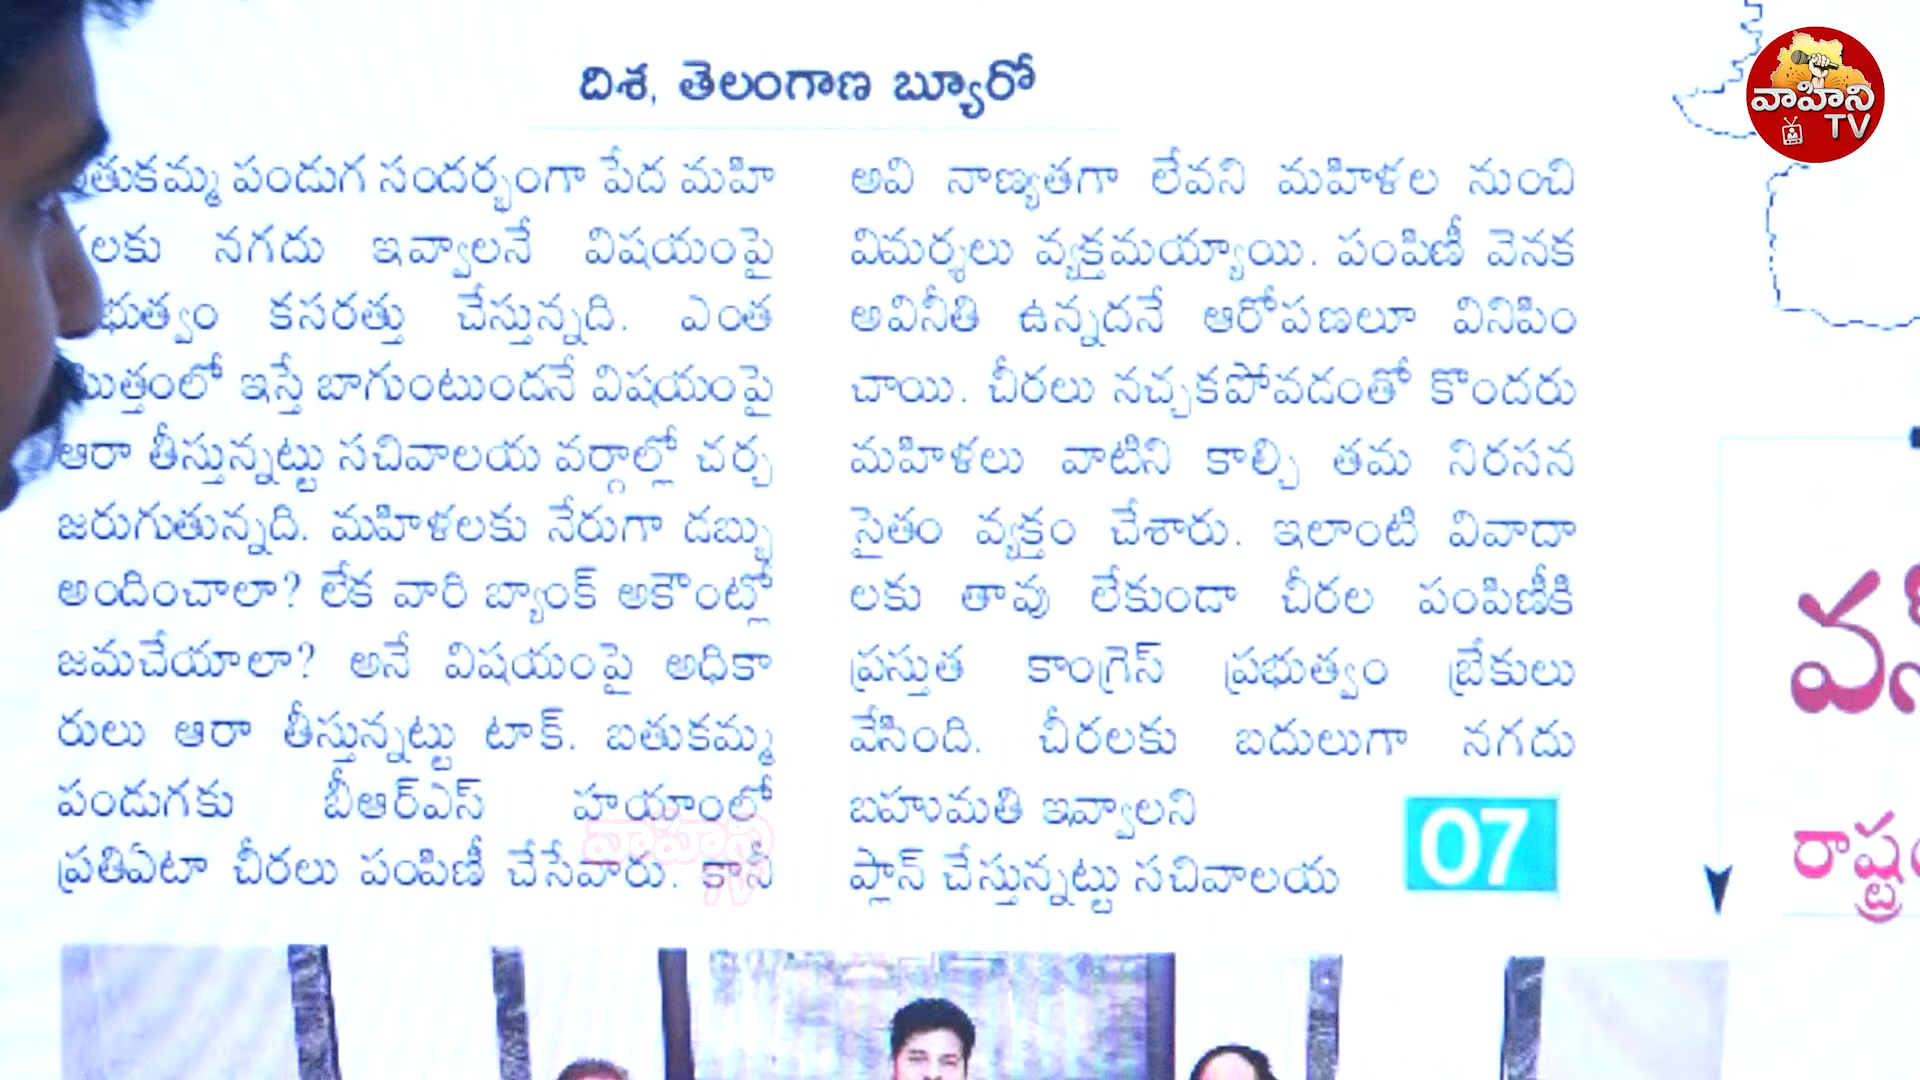 దిశ, తెలంగాణ బ్యూరో
పండుగ సందర్భంగా పేద మహి
నగదు ఇవ్వాలనే విషయంపై
కసరత్తు చేస్తున్నది. ఎంత
ఇస్తే బాగుంటుందనే విషయంపై
ఆరా తీస్తున్నట్టు సచివాలయ వర్గాల్లో చర్చ
జరుగుతున్నది. మహిళలకు నేరుగా డబ్బు
అందించాలా? లేక వారి బ్యాంక్ అకౌంట్లో
జమచేయాలా? అనే విషయంపై అధికా
రులు ఆరా తీస్తున్నట్టు టాక్. బతుకమ్మ
పండుగకు బీఆర్ఎస్ హయాంలో
ప్రతిఏటా చీరలు పంపిణీ చేసేవారు. కానీ
అవి నాణ్యతగా లేవని మహిళల నుంచి
విమర్శలు వ్యక్తమయ్యాయి. పంపిణీ వెనక
అవినీతి ఉన్నదనే ఆరోపణలూ వినిపిం
చాయి. చీరలు నచ్చకపోవడంతో కొందరు
మహిళలు వాటిని కాల్చి తమ నిరసన
సైతం వ్యక్తం చేశారు. ఇలాంటి వివాదా
లకు తావు లేకుండా చీరల పంపిణీకి
ప్రస్తుత కాంగ్రెస్ ప్రభుత్వం బ్రేకులు
వేసింది. చీరలకు బదులుగా నగదు
బహుమతి ఇవ్వాలని
ప్లాన్ చేస్తున్నట్టు సచివాలయ
07
వాహిని
TV
వాహిని
TV